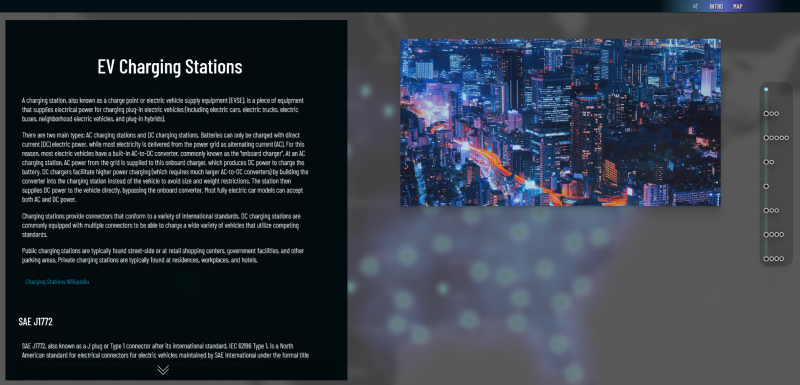 INTRO MAP
EV Charging Stations
A charging station, also known as a charge point or electric vehicle supply equipment (EVSE), is a piece of equipment
that supplies electrical power for charging plug-in electric vehicles (including electric cars, electric trucks, electric
buses, neighborhood electric vehicles, and plug-in hybrids).
There are two main types: AC charging stations and DC charging stations. Batteries can only be charged with direct
current (DC) electric power, while most electricity is delivered from the power grid as alternating current (AC). For this
reason, most electric vehicles have a built-in AC-to-DC converter, commonly known as the "onboard charger". At an AC
charging station, AC power from the grid is supplied to this onboard charger, which produces DC power to charge the
battery. DC chargers facilitate higher power charging (which requires much larger AC-to-DC converters) by building the
converter into the charging station instead of the vehicle to avoid size and weight restrictions. The station then
supplies DC power to the vehicle directly, bypassing the onboard converter. Most fully electric car models can accept
both AC and DC power.
Charging stations provide connectors that conform to a variety of international standards. DC charging stations are
commonly equipped with multiple connectors to be able to charge a wide variety of vehicles that utilize competing
standards.
Public charging stations are typically found street-side or at retail shopping centers, government facilities, and other
parking areas. Private charging stations are typically found at residences, workplaces, and hotels.
Charging Stations Wikipedia
SAE J1772
SAE J1772, also known as a J plug or Type 1 connector after its international standard, IEC 62196 Type 1, is a North
American standard for electrical connectors for electric vehicles maintained by SAE International under the formal title